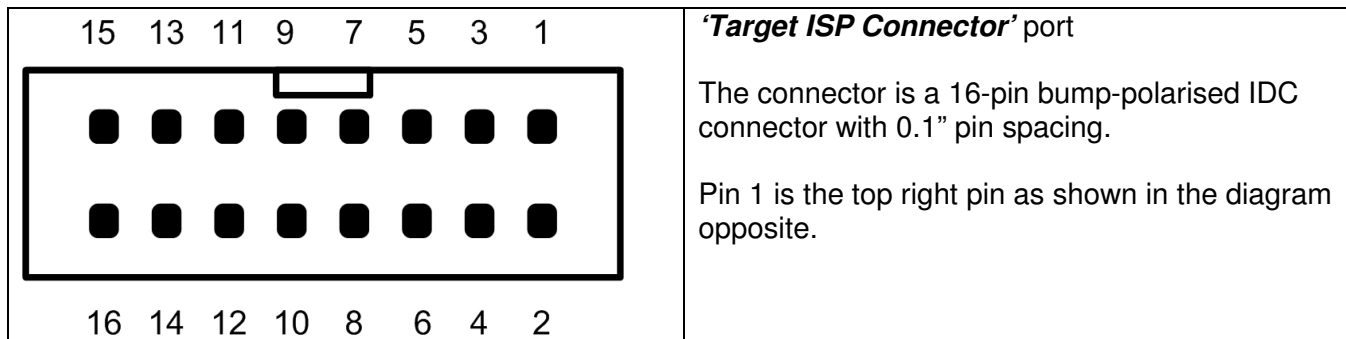 15 13 11 9 7 5 3 1
16 14 12 10 8 6 4 2
‘Target ISP Connector’ port
The connector is a 16-pin bump-polarised IDC
connector with 0.1” pin spacing.
Pin 1 is the top right pin as shown in the diagram
opposite.